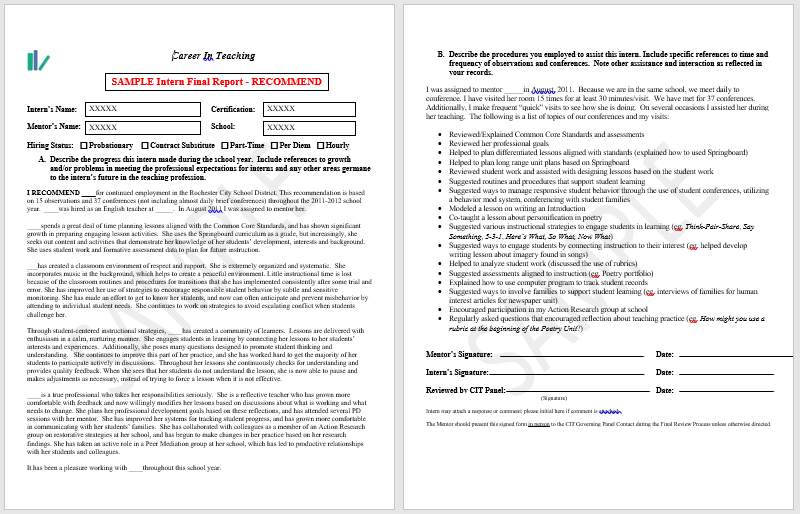 Career In Teaching
SAMPLE Intern Final Report - RECOMMEND
Intern's Name: XXXXX Certification: XXXXX
Mentor's Name: XXXXX School: XXXXX
Hiring Status: Probationary Contract Substitute Part-Time Per Diem Hourly
A. Describe the progress this intern made during the school year. Include references to growth
and/or problems in meeting the professional expectations for interns and any other areas germane
to the intern's future in the teaching profession.
I RECOMMEND ____for continued employment in the Rochester City School District. This recommendation is based
on 15 observations and 37 conferences (not including almost daily brief conferences) throughout the 2011-2012 school
year. ____was hired as an English teacher at _____. In August 2011 I was assigned to mentor her.
____spends a great deal of time planning lessons aligned with the Common Core Standards, and has shown significant
growth in preparing engaging lesson activities. She uses the Springboard curriculum as a guide, but increasingly, she
seeks out content and activities that demonstrate her knowledge of her students' development, interests and background.
She uses student work and formative assessment data to plan for future instruction.
___has created a classroom environment of respect and rapport. She is extremely organized and systematic. She
incorporates music in the background, which helps to create a peaceful environment. Little instructional time is lost
because of the classroom routines and procedures for transitions that she has implemented consistently after some trial and
error. She has improved her use of strategies to encourage responsible student behavior by subtle and sensitive
monitoring. She has made an effort to get to know her students, and now can often anticipate and prevent misbehavior by
attending to individual student needs. She continues to work on strategies to avoid escalating conflict when students
challenge her.
Through student-centered instructional strategies, ____has created a community of learners. Lessons are delivered with
enthusiasm in a calm, nurturing manner. She engages students in learning by connecting her lessons to her students'
interests and experiences. Additionally, she poses many questions designed to promote student thinking and
understanding. She continues to improve this part of her practice, and she has worked hard to get the majority of her
students to participate actively in discussions. Throughout her lessons she continuously checks for understanding and
provides quality feedback. When she sees that her students do not understand the lesson, she is now able to pause and
makes adjustments as necessary, instead of trying to force a lesson when it is not effective.
____is a true professional who takes her responsibilities seriously. She is a reflective teacher who has grown more
comfortable with feedback and now willingly modifies her lessons based on discussions about what is working and what
needs to change. She plans her professional development goals based on these reflections, and has attended several PD
sessions with her mentor. She has improved her systems for tracking student progress, and has grown more comfortable
in communicating with her students' families. She has collaborated with colleagues as a member of an Action Research
group on restorative strategies at her school, and has begun to make changes in her practice based on her research
findings. She has taken an active role in a Peer Mediation group at her school, which has led to productive relationships
with her students and colleagues.
It has been a pleasure working with ____throughout this school year.
SAMPLE
B. Describe the procedures you employed to assist this intern. Include specific references to time and
frequency of observations and conferences. Note other assistance and interaction as reflected in
your records.
I was assigned to mentor _____in August, 2011. Because we are in the same school, we meet daily to
conference. I have visited her room 15 times for at least 30 minutes/visit. We have met for 37 conferences.
Additionally, I make frequent "quick" visits to see how she is doing. On several occasions I assisted her during
her teaching. The following is a list of topics of our conferences and my visits:
• Reviewed/Explained Common Core Standards and assessments
• Reviewed her professional goals
• Helped to plan differentiated lessons aligned with standards (explained how to used Springboard)
• Helped to plan long range unit plans based on Springboard
• Reviewed student work and assisted with designing lessons based on the student work
• Suggested routines and procedures that support student learning
• Suggested ways to manage responsive student behavior through the use of student conferences, utilizing
a behavior mod system, conferencing with student families
• Modeled a lesson on writing an Introduction
• Co-taught a lesson about personification in poetry
• Suggested various instructional strategies to engage students in learning (eg. Think-Pair-Share, Say
Something, 5-3-1, Here's What, So What, Now What)
• Suggested ways to engage students by connecting instruction to their interest (eg. helped develop
writing lesson about imagery found in songs)
• Helped to analyze student work (discussed the use of rubrics)
• Suggested assessments aligned to instruction (eg. Poetry portfolio)
• Explained how to use computer program to track student records
• Suggested ways to involve families to support student learning (eg. interviews of families for human
interest articles for newspaper unit)
• Encouraged participation in my Action Research group at school
• Regularly asked questions that encouraged reflection about teaching practice (eg. How might you use a
rubric at the beginning of the Poetry Unit?)
Mentor's Signature: Date:
Intern's Signature: Date:
Reviewed by CIT Panel: Date:
(Signature)
Intern may attach a response or comment; please initial here if comment is attached.
The Mentor should present this signed form in person to the CIT Governing Panel Contact during the Final Review Process unless otherwise directed.
SAMPLE